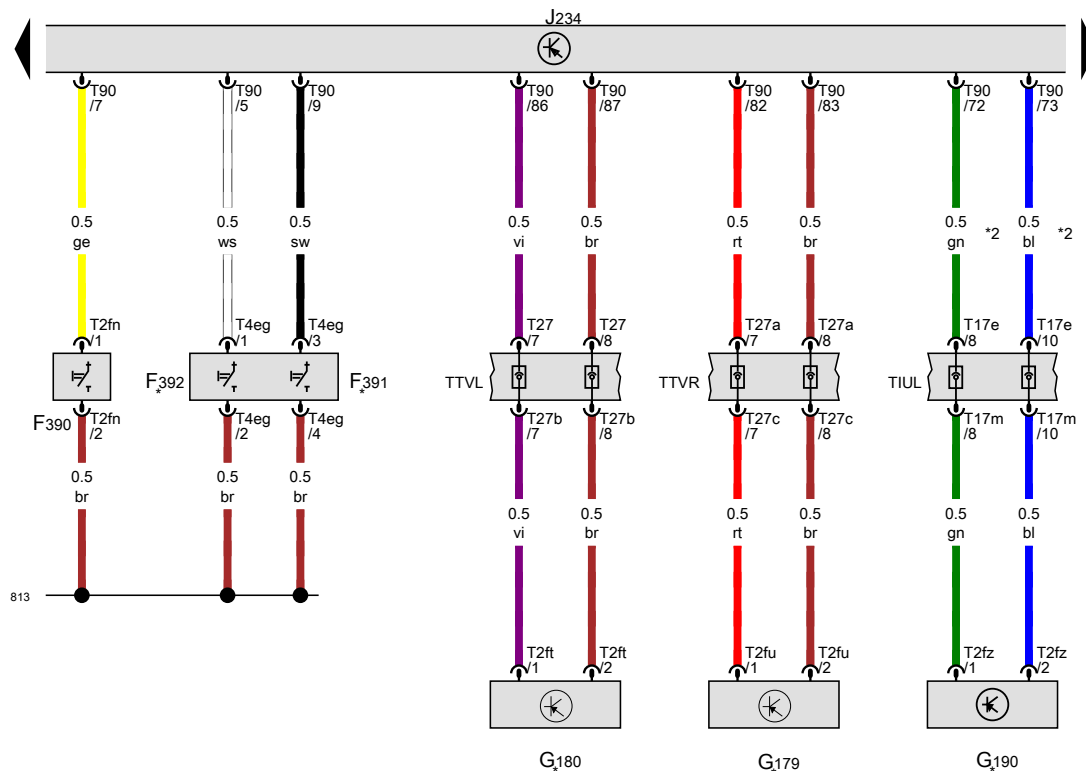 J234
T90 T90 T90 T90 T90 T90 T90 T90 T90
/7 /5 /9 /86 /87 /82 /83 /72 /73
0.5 0.5 0.5 0.5 0.5 0.5 0.5 0.5 *2 0.5 *2
ge ws sw vi br rt br gn bl
T2fn T4eg T4eg T27 T27 T27a T27a T17e T17e
/1 /1 /3 /7 /8 /7 /8 /8 /10
F*392 F*391 TTVL TTVR TIUL
F390 T2fn T4eg T4eg T27b T27b T27c T27c T17m T17m
/2 /2 /4 /7 /8 /7 /8 /8 /10
0.5 0.5 0.5 0.5 0.5 0.5 0.5 0.5 0.5
br br br vi br rt br gn bl
813
T2ft T2ft T2fu T2fu T2fz T2fz
/1 /2 /1 /2 /1 /2
G*180 G*179 G*190